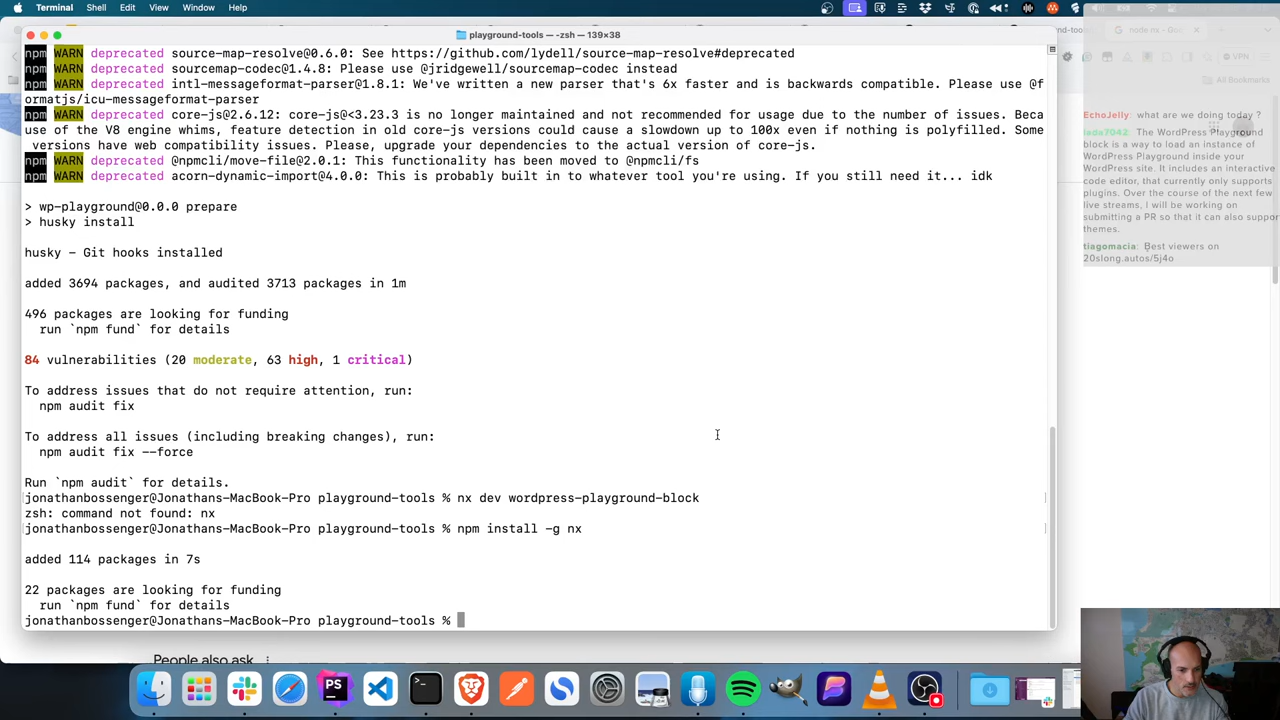 Terminal Shell Edit View Window Help
playground-tools — -zsh — 139×38
npm WARN deprecated source-map-resolve@0.6.0: See https://github.com/lydell/source-map-resolve#deprecated
npm WARN deprecated sourcemap-codec@1.4.8: Please use @jridgewell/sourcemap-codec instead
npm WARN deprecated intl-messageformat-parser@1.8.1: We've written a new parser that's 6x faster and is backwards compatible. Please use @f
ormatjs/icu-messageformat-parser
npm WARN deprecated core-js@2.6.12: core-js@<3.23.3 is no longer maintained and not recommended for usage due to the number of issues. Beca
use of the V8 engine whims, feature detection in old core-js versions could cause a slowdown up to 100x even if nothing is polyfilled. Some
versions have web compatibility issues. Please, upgrade your dependencies to the actual version of core-js.
npm WARN deprecated @npmcli/move-file@2.0.1: This functionality has been moved to @npmcli/fs
npm WARN deprecated acorn-dynamic-import@4.0.0: This is probably built in to whatever tool you're using. If you still need it... idk
> wp-playground@0.0.0 prepare
> husky install
husky - Git hooks installed
added 3694 packages, and audited 3713 packages in 1m
496 packages are looking for funding
run `npm fund` for details
84 vulnerabilities (20 moderate, 63 high, 1 critical)
To address issues that do not require attention, run:
npm audit fix
To address all issues (including breaking changes), run:
npm audit fix --force
Run `npm audit` for details.
jonathanbossenger@Jonathans-MacBook-Pro playground-tools % nx dev wordpress-playground-block
zsh: command not found: nx
jonathanbossenger@Jonathans-MacBook-Pro playground-tools % npm install -g nx
added 114 packages in 7s
22 packages are looking for funding
run `npm fund` for details
jonathanbossenger@Jonathans-MacBook-Pro playground-tools %
People also ask
node nx - G
VPN
All Bookmarks
EchoJelly: what are we doing today ?
lada7042: The WordPress Playground
block is a way to load an instance of
WordPress Playground inside your
WordPress site. It includes an interactive
code editor, that currently only supports
plugins. Over the course of the next few
live streams, I will be working on
submitting a PR so that it can also suppor
themes.
tiagomacia: Best viewers on
20slong.autos/5j4o